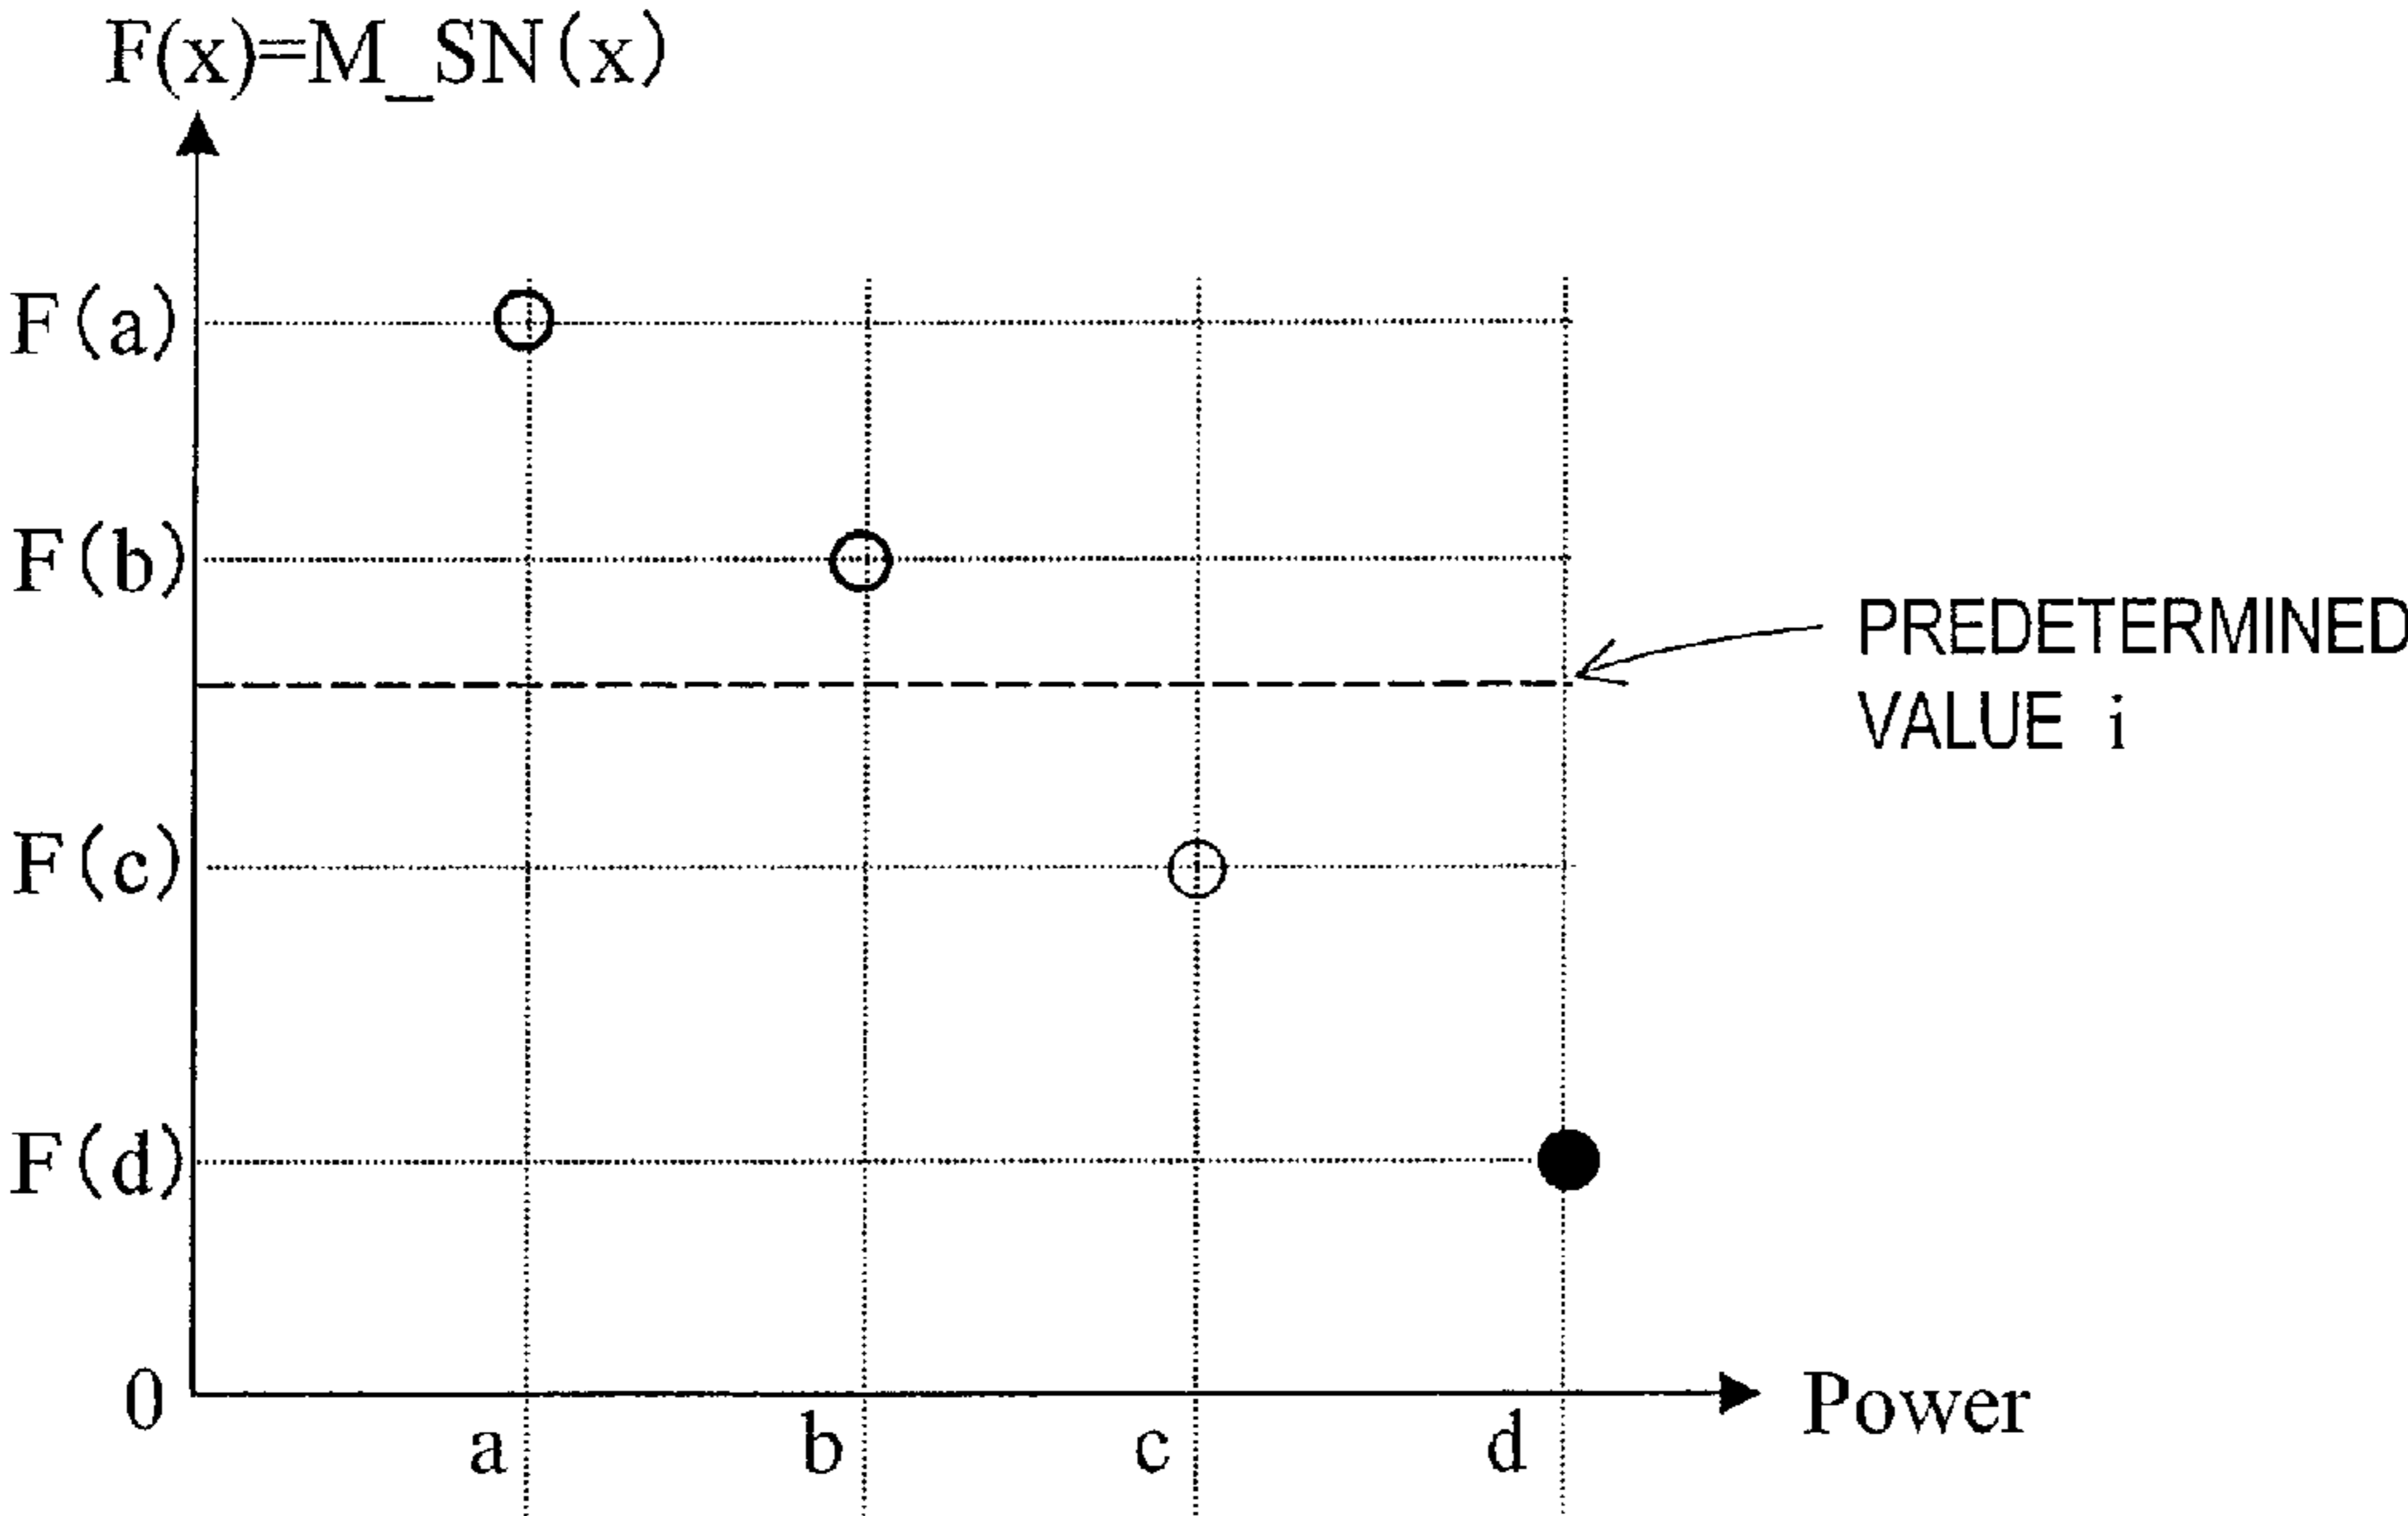 F(x)=M_SN(x)
F(a)
F(b)
PREDETERMINED
VALUE i
F(c)
F(d)
0
Power
a b c d